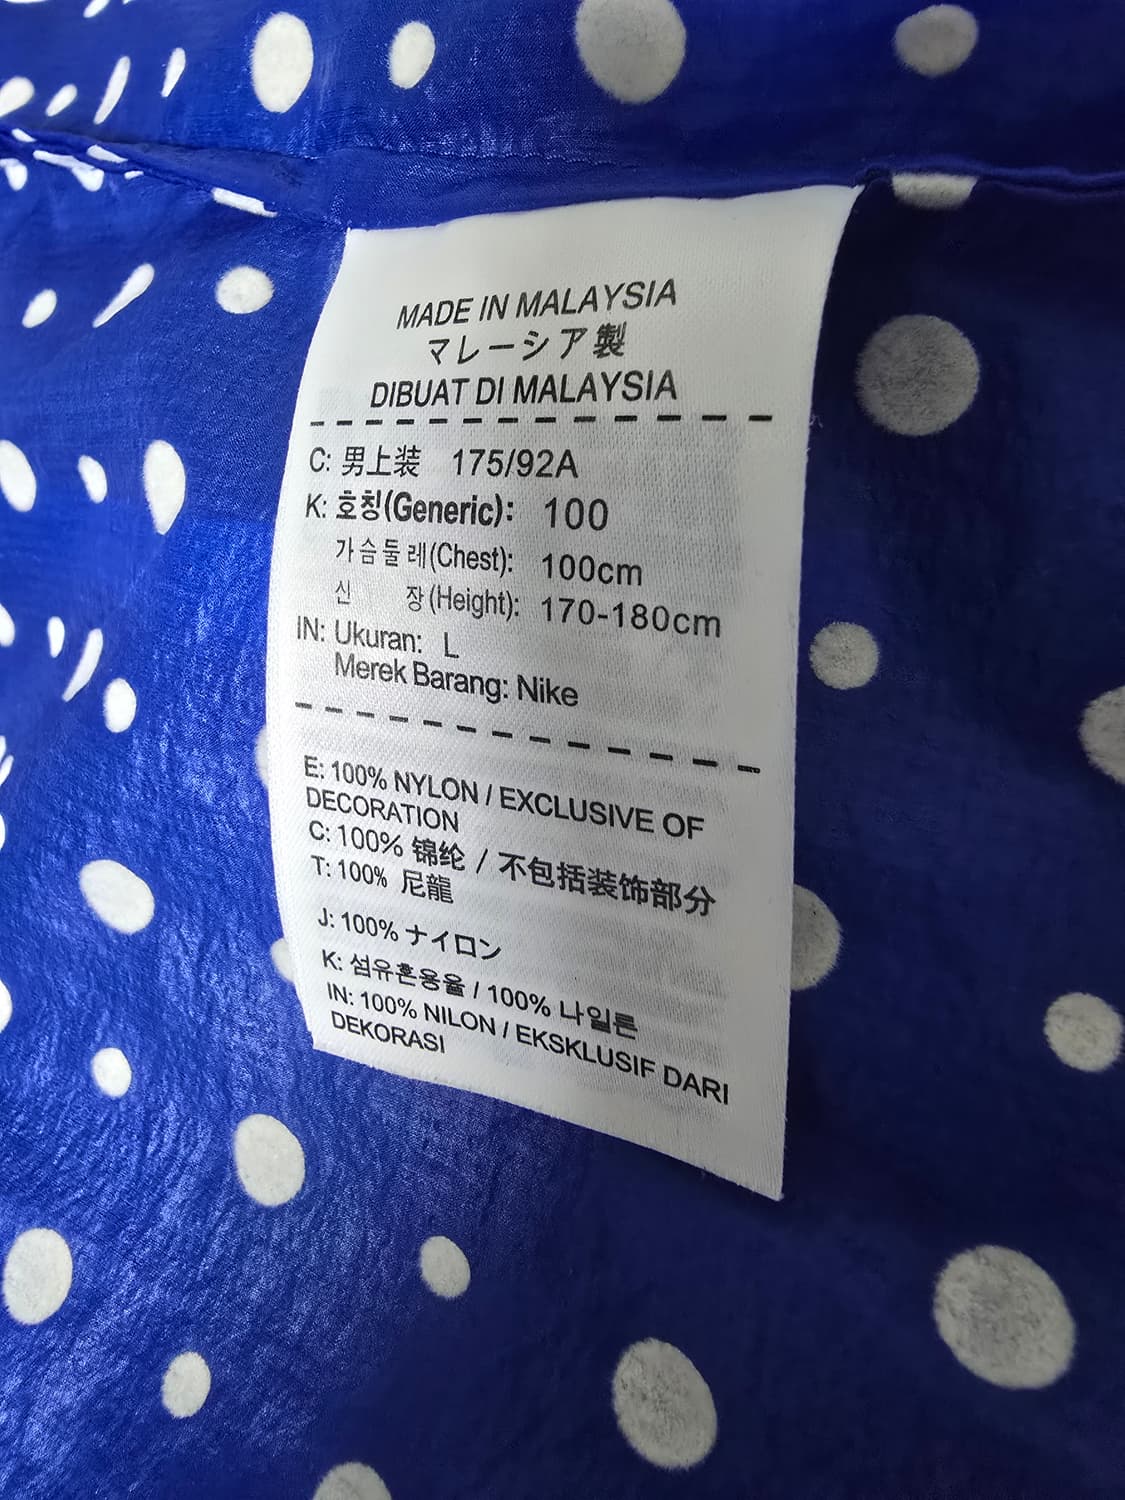 MADE IN MALAYSIA
マレーシア製
DIBUAT DI MALAYSIA
C: 男上装 175/92A
K: 호칭(Generic): 100
가슴둘레(Chest): 100cm
신 장(Height): 170-180cm
IN: Ukuran: L
Merek Barang: Nike
E: 100% NYLON / EXCLUSIVE OF
DECORATION
C: 100% 锦纶 / 不包括装饰部分
T: 100% 尼龍
J: 100% ナイロン
K: 섬유혼용율 / 100% 나일론
IN: 100% NILON / EKSKLUSIF DARI
DEKORASI